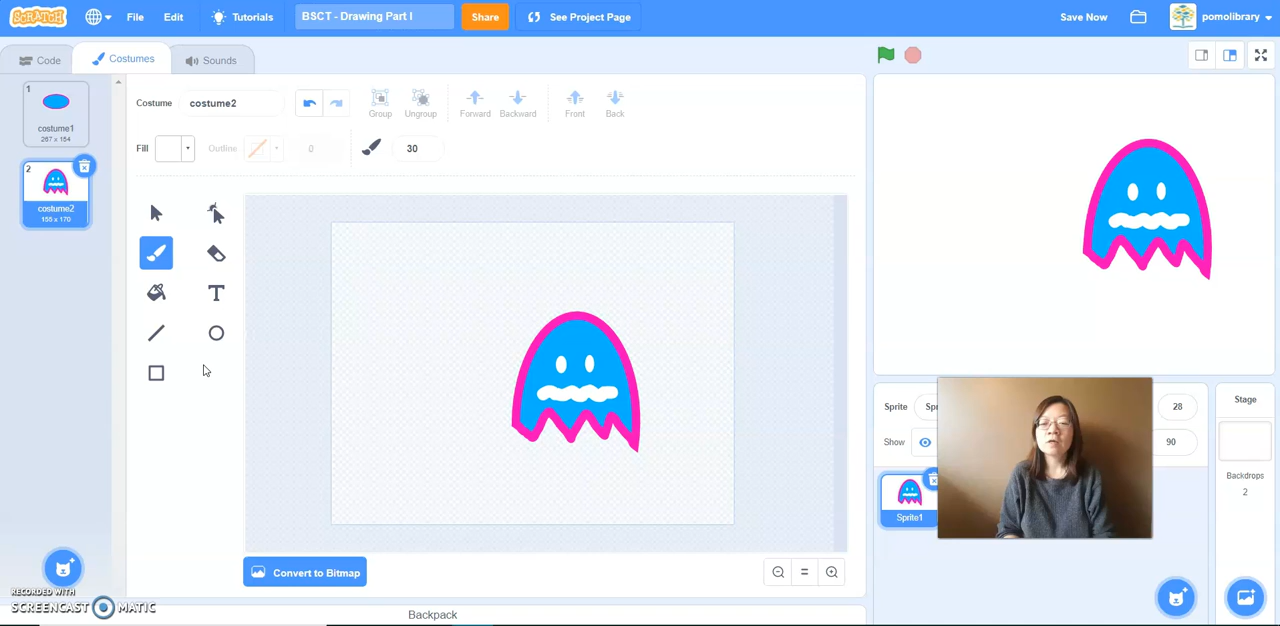 SCRATCH File Edit Tutorials BSCT - Drawing Part I Share See Project Page Save Now pomolibrary
Code Costumes Sounds
1
costume1
267 x 154
2
costume2
155 x 170
Costume costume2 Group Ungroup Forward Backward Front Back
Fill Outline 0 30
T
Convert to Bitmap
Backpack
Sprite Spr 28
Show 90
Sprite1
Stage
Backdrops
2
RECORDED WITH
SCREENCAST MATIC